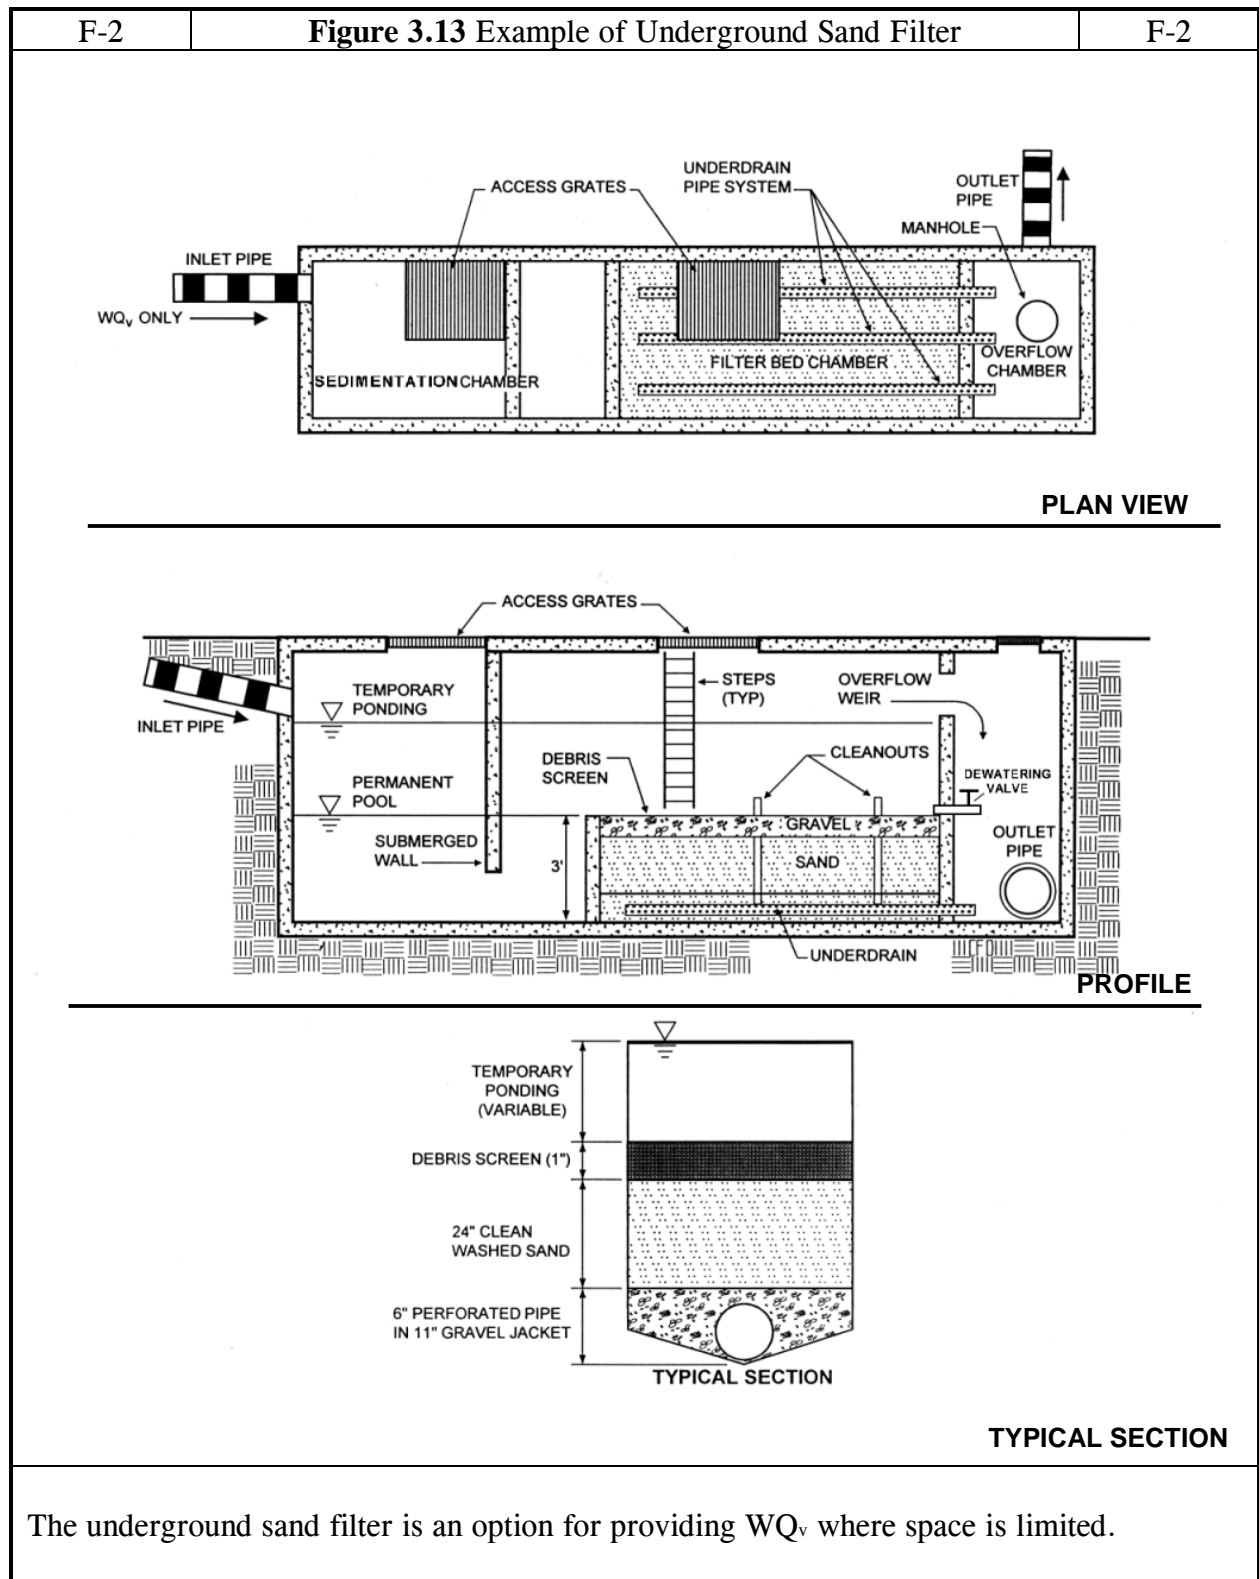 F-2
Figure 3.13 Example of Underground Sand Filter
F-2
ACCESS GRATES
UNDERDRAIN
PIPE SYSTEM
OUTLET
PIPE
MANHOLE
INLET PIPE
WQv ONLY
SEDIMENTATION CHAMBER
FILTER BED CHAMBER
OVERFLOW
CHAMBER
PLAN VIEW
ACCESS GRATES
TEMPORARY
PONDING
STEPS
(TYP)
OVERFLOW
WEIR
INLET PIPE
DEBRIS
SCREEN
CLEANOUTS
PERMANENT
POOL
DEWATERING
VALVE
GRAVEL
SUBMERGED
WALL
3'
SAND
OUTLET
PIPE
UNDERDRAIN
PROFILE
TEMPORARY
PONDING
(VARIABLE)
DEBRIS SCREEN (1")
24" CLEAN
WASHED SAND
6" PERFORATED PIPE
IN 11" GRAVEL JACKET
TYPICAL SECTION
TYPICAL SECTION
The underground sand filter is an option for providing WQv where space is limited.